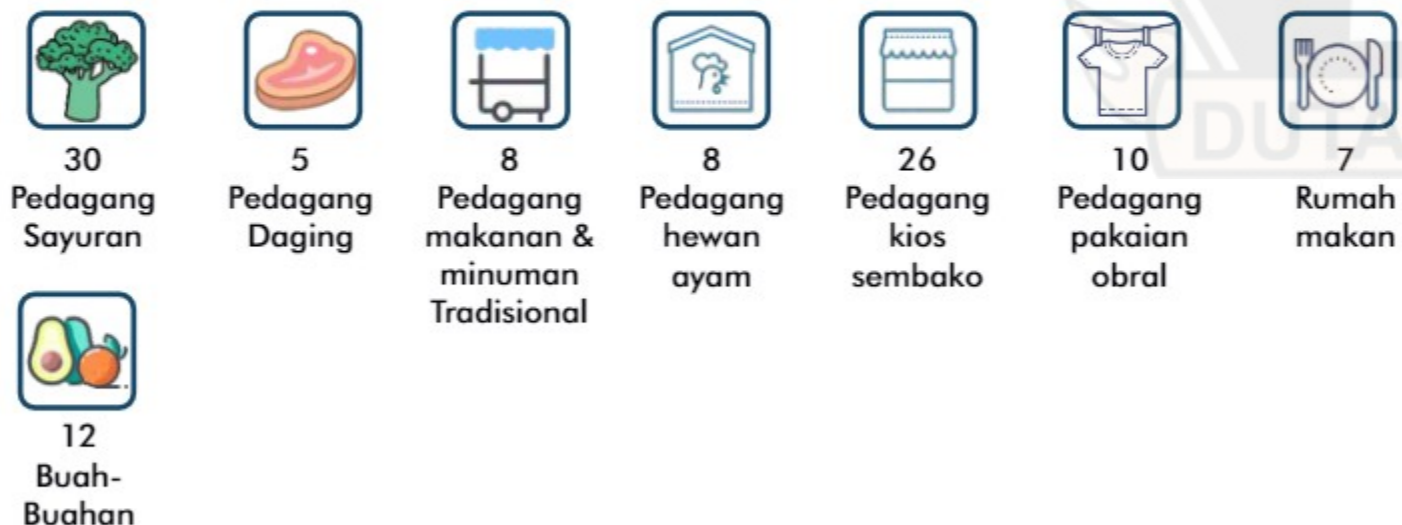 30
Pedagang
Sayuran
5
Pedagang
Daging
8
Pedagang
makanan &
minuman
Tradisional
8
Pedagang
hewan
ayam
26
Pedagang
kios
sembako
10
Pedagang
pakaian
obral
7
Rumah
makan
12
Buah-
Buahan
DUTA